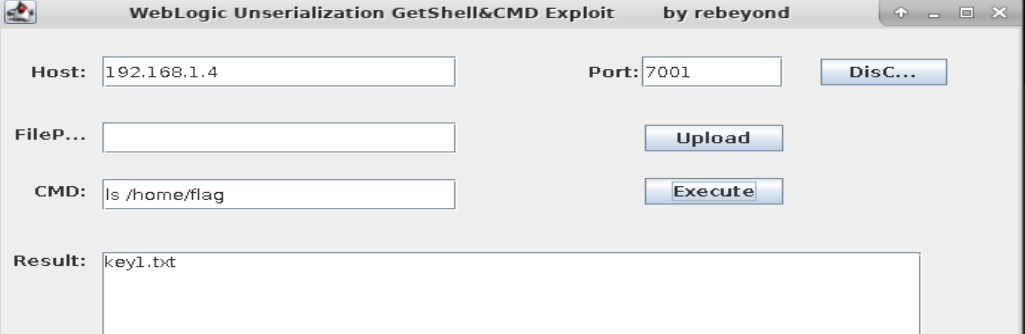 WebLogic Unserialization GetShell&CMD Exploit by rebeyond
Host: 192.168.1.4 Port: 7001 DisC...
FileP... Upload
CMD: ls /home/flag Execute
Result: key1.txt